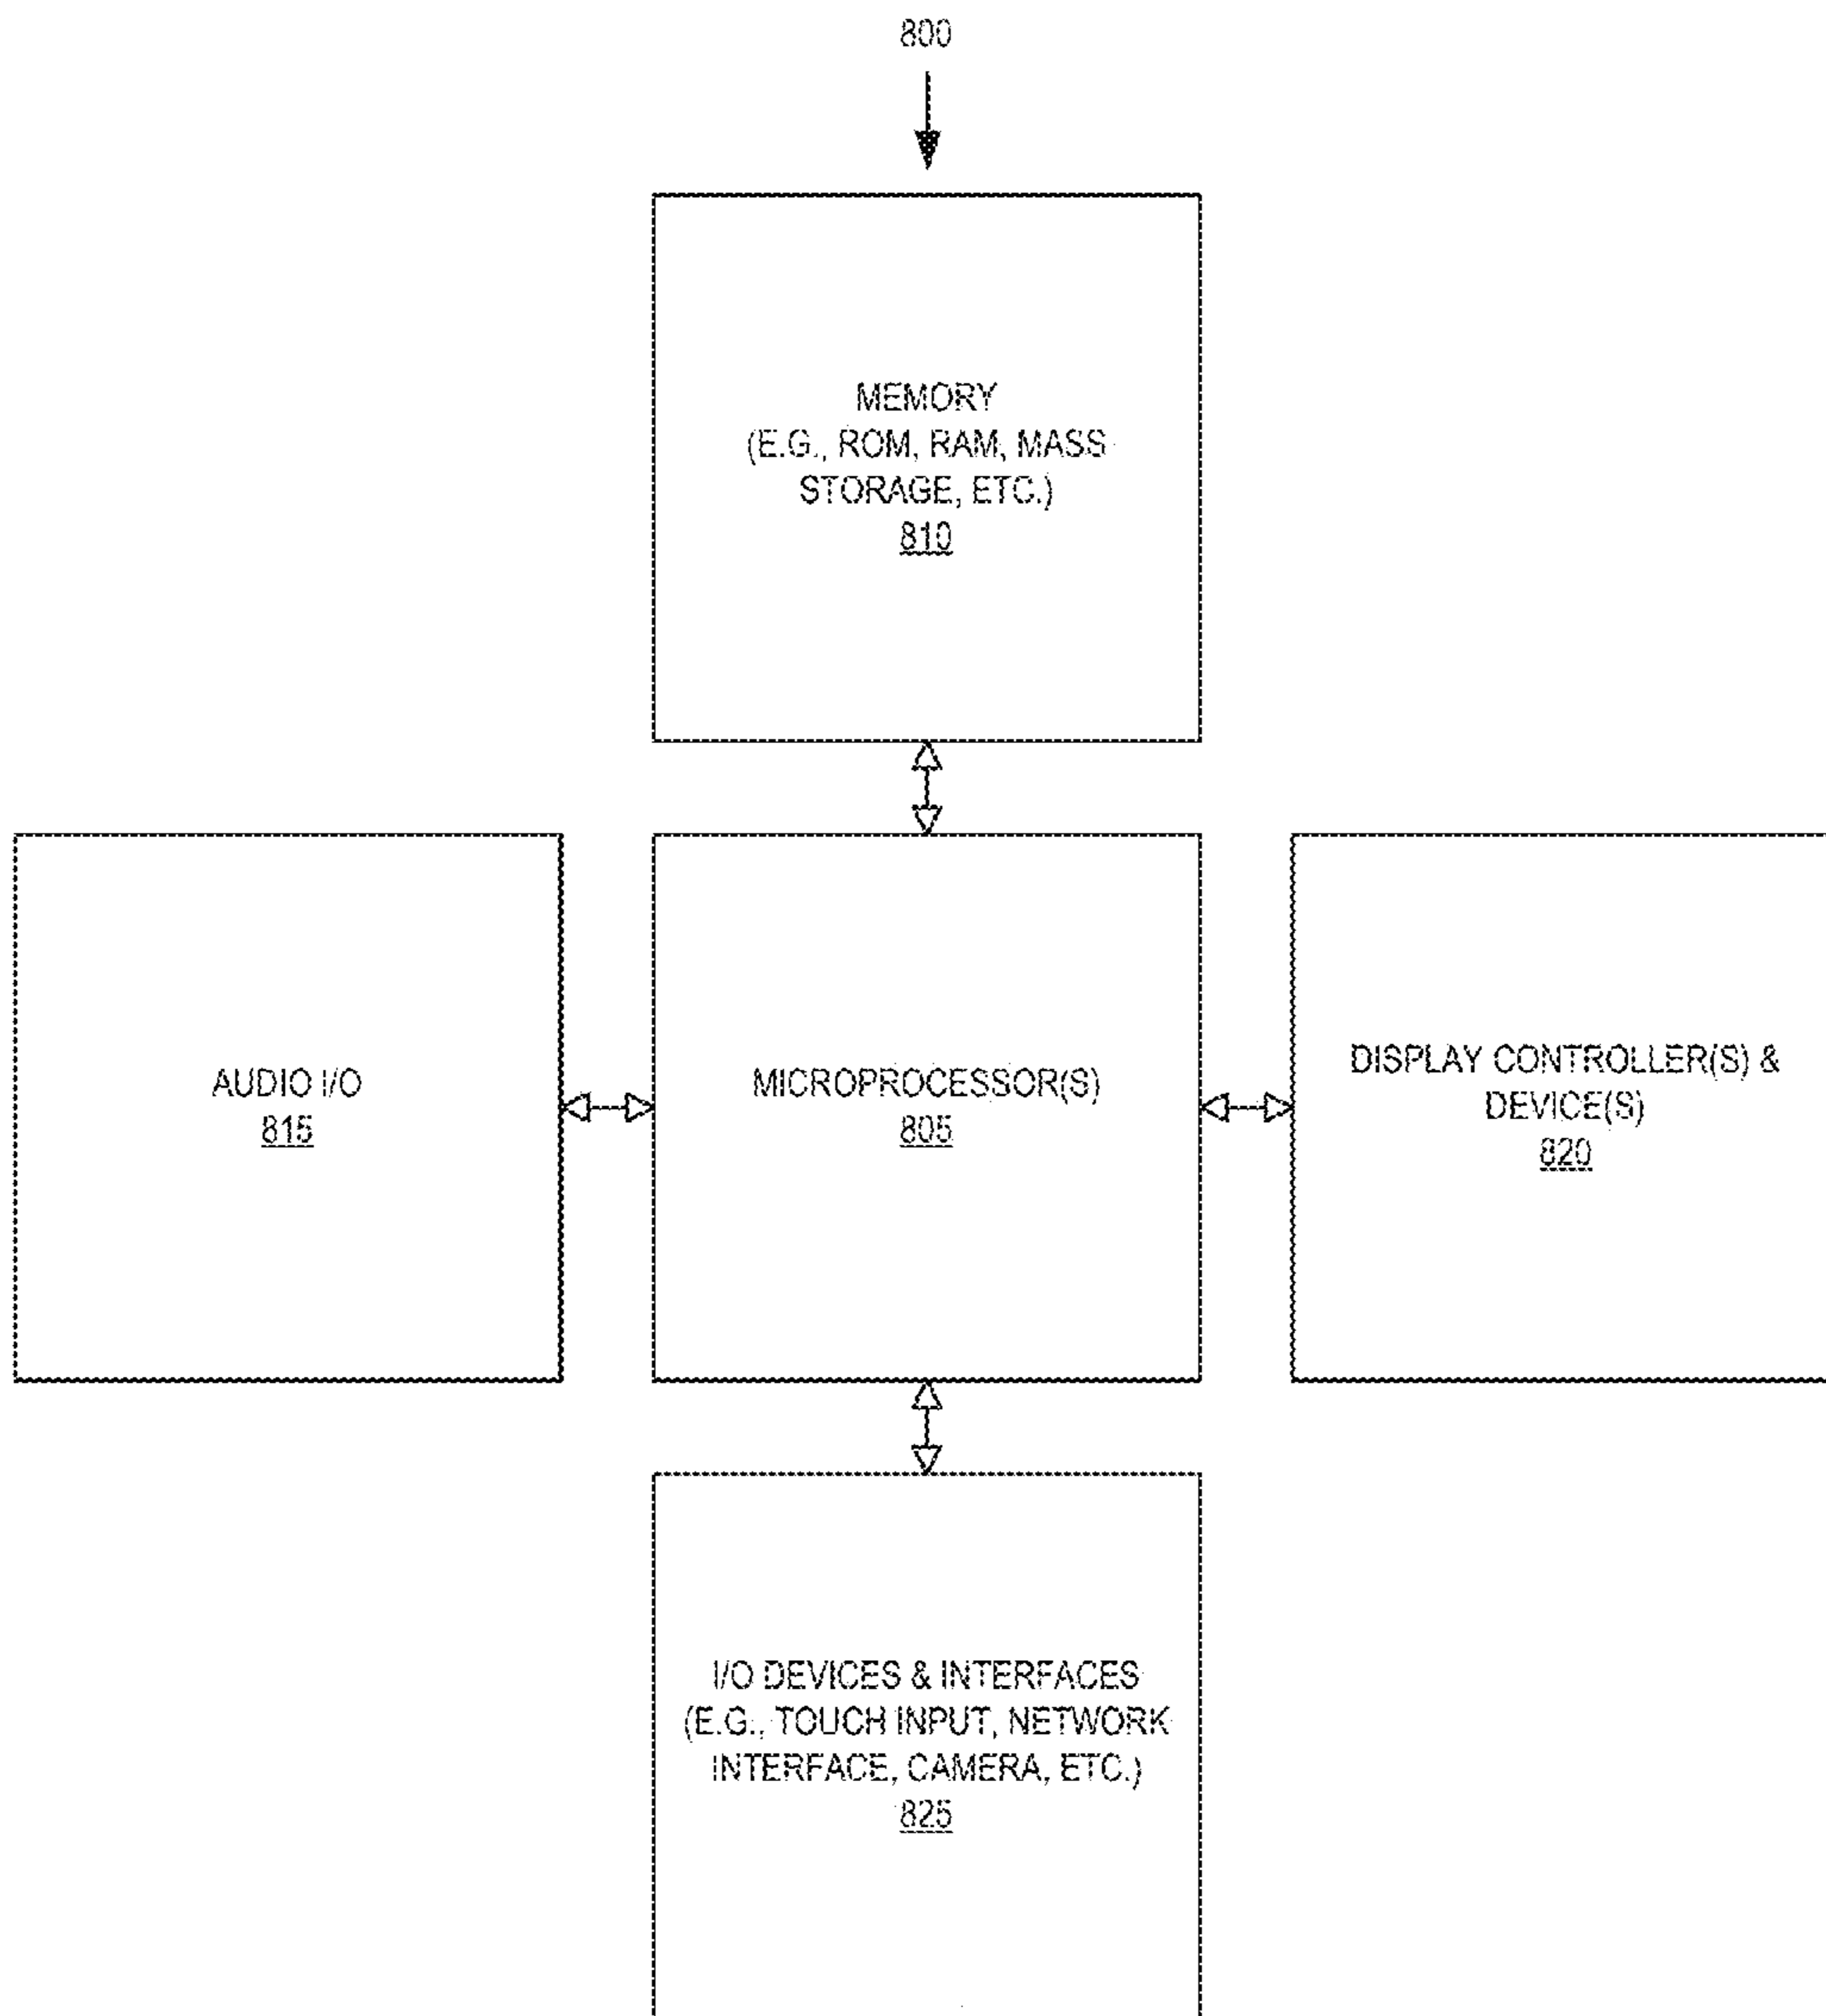 800
MEMORY
(E.G., ROM, RAM, MASS
STORAGE, ETC.)
810
AUDIO I/O
815
MICROPROCESSOR(S)
805
DISPLAY CONTROLLER(S) &
DEVICE(S)
820
I/O DEVICES & INTERFACES
(E.G., TOUCH INPUT, NETWORK
INTERFACE, CAMERA, ETC.)
825